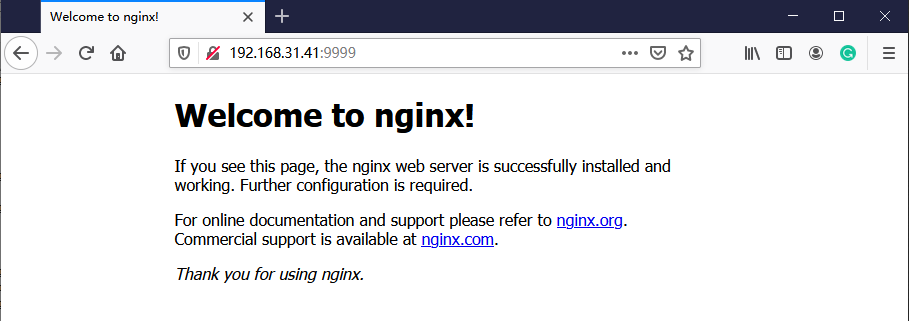 Welcome to nginx!
192.168.31.41:9999
Welcome to nginx!
If you see this page, the nginx web server is successfully installed and
working. Further configuration is required.
For online documentation and support please refer to nginx.org.
Commercial support is available at nginx.com.
Thank you for using nginx.